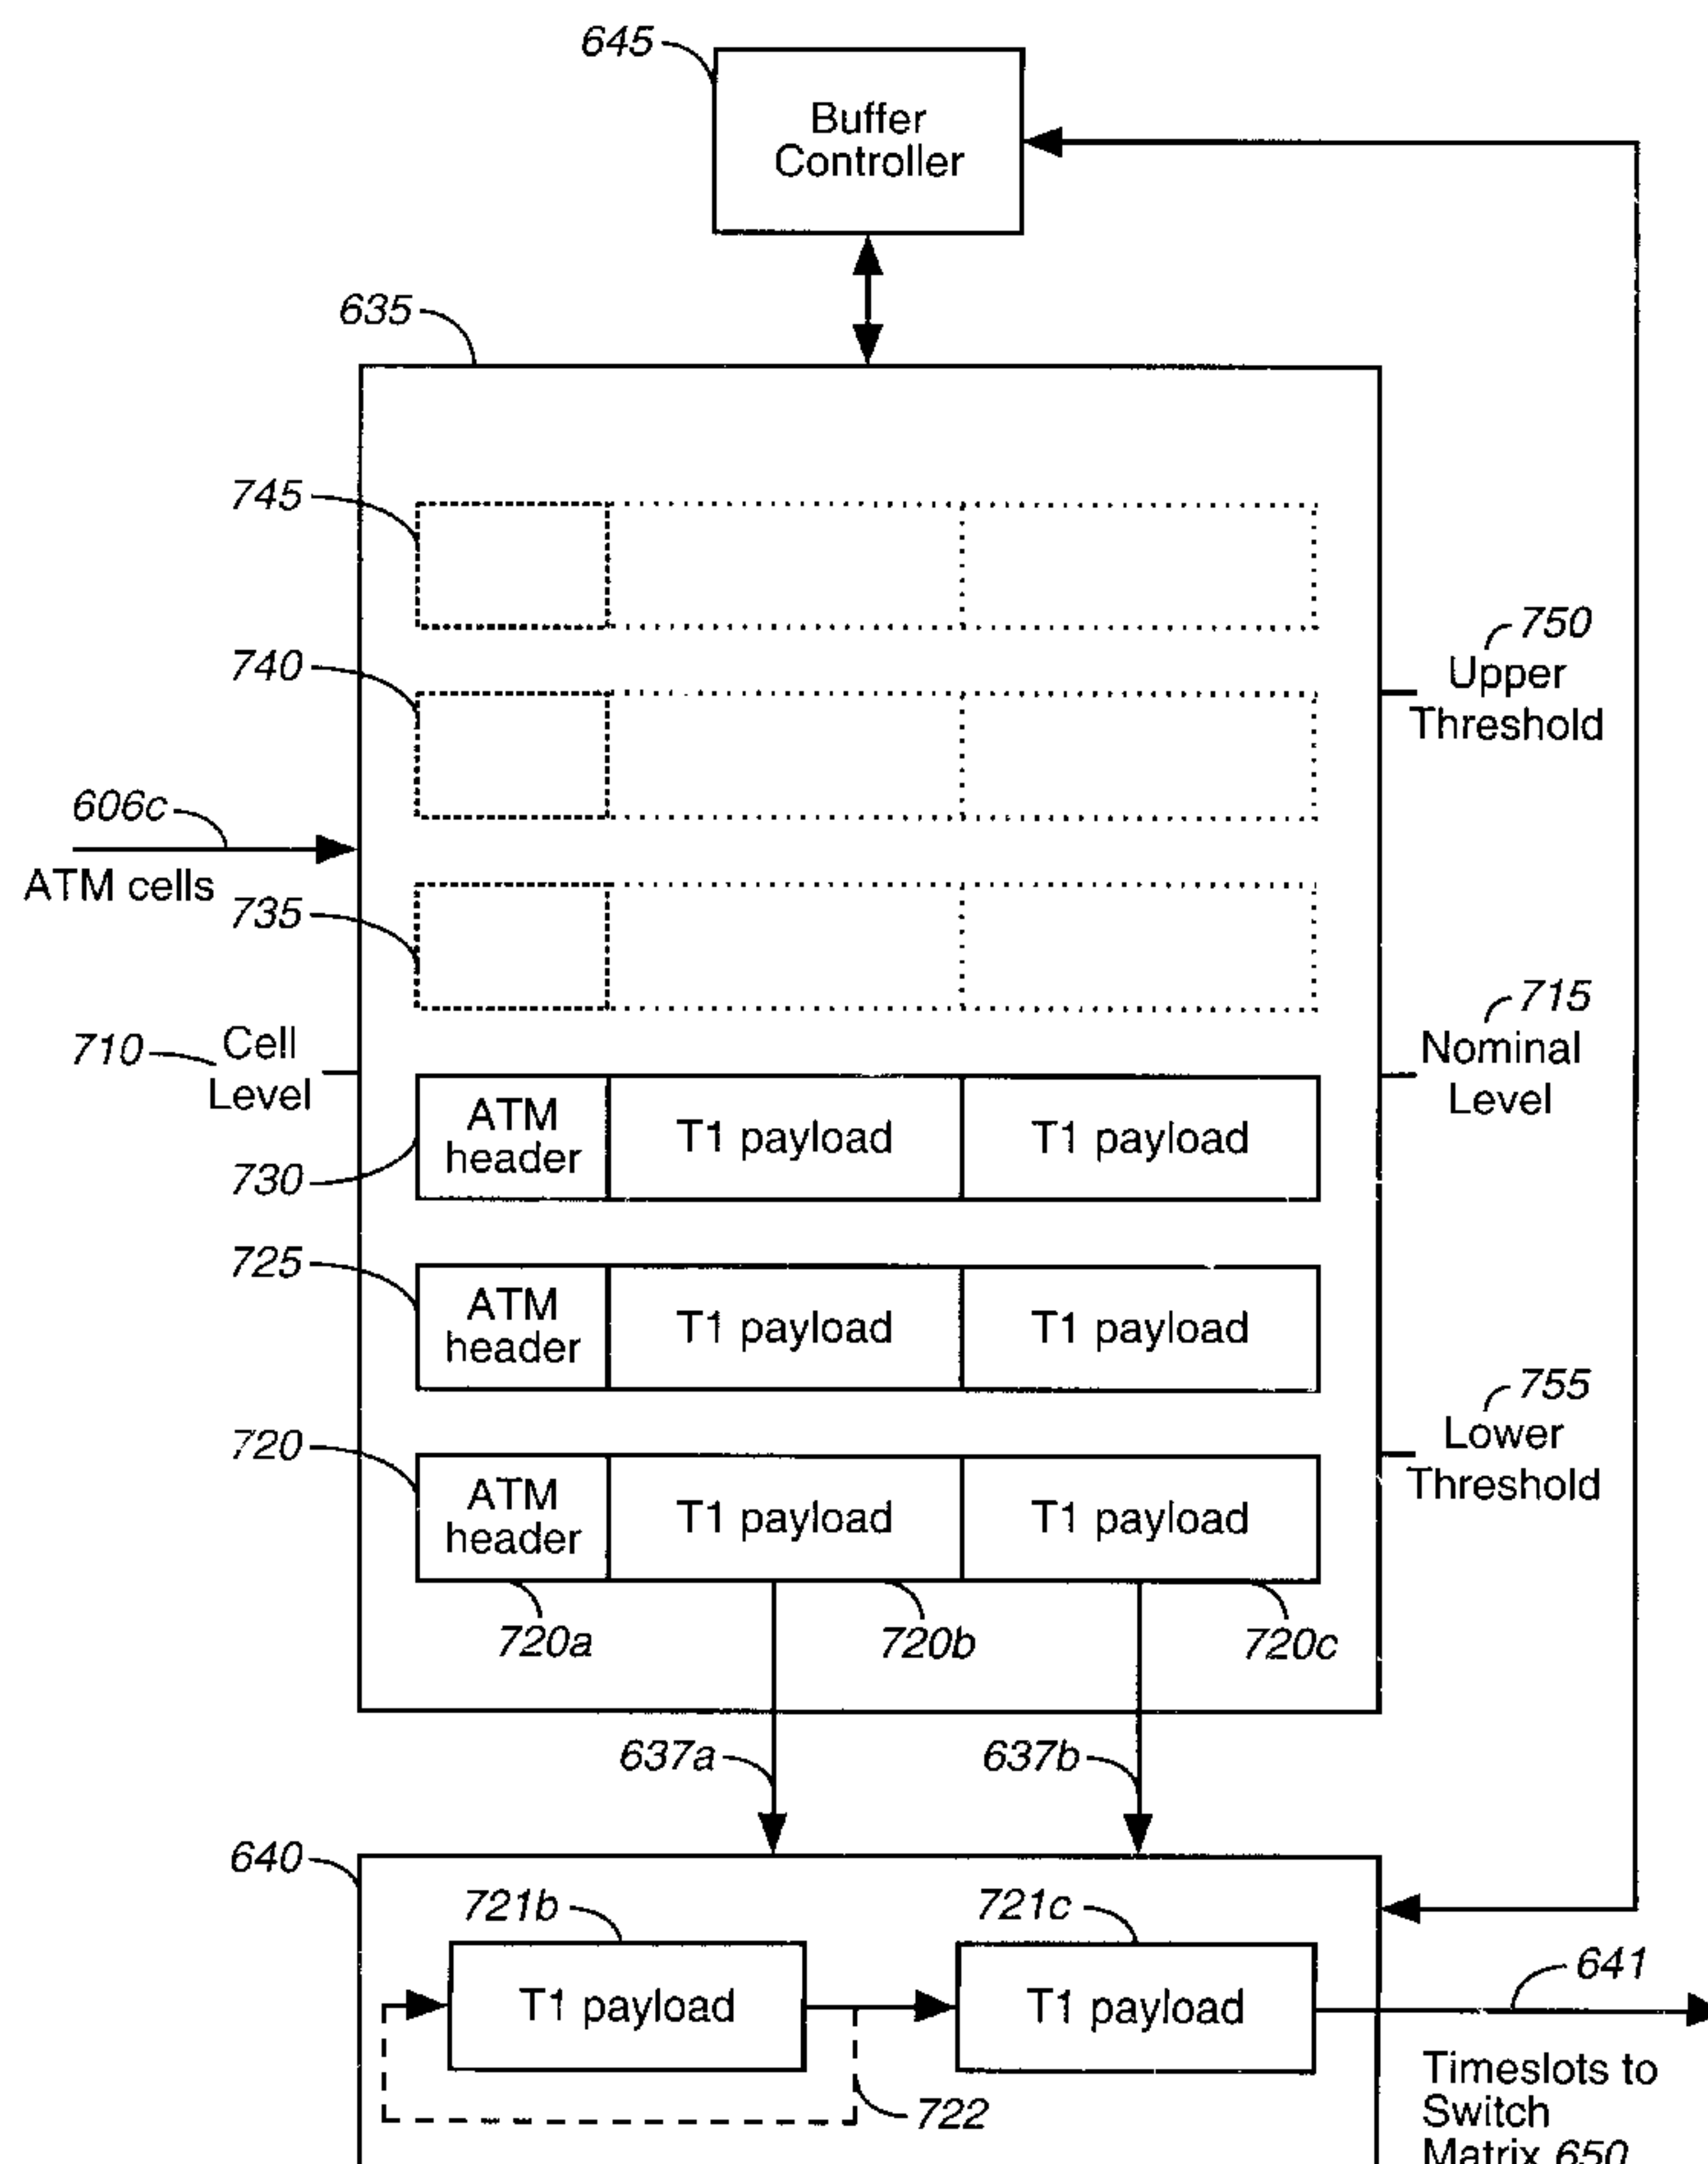 645
Buffer
Controller
635
745
750
Upper
Threshold
740
606c
ATM cells
735
715
Nominal
Level
710
Cell
Level
ATM
header
T1 payload
T1 payload
730
725
ATM
header
T1 payload
T1 payload
755
Lower
Threshold
720
ATM
header
T1 payload
T1 payload
720a
720b
720c
637a
637b
640
721b
721c
641
T1 payload
T1 payload
722
Timeslots to
Switch
Matrix 650